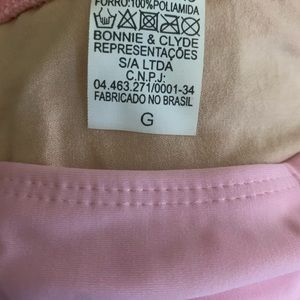 FORRO:100%POLIAMIDA
BONNIE & CLYDE
REPRESENTAÇÕES
S/A LTDA
C.N.P.J:
04.463.271/0001-34
FABRICADO NO BRASIL
G